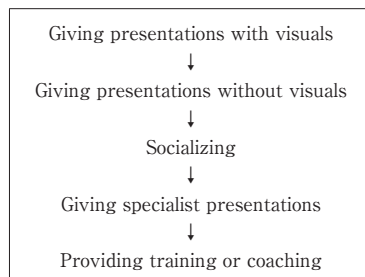 Giving presentations with visuals
↓
Giving presentations without visuals
↓
Socializing
↓
Giving specialist presentations
↓
Providing training or coaching